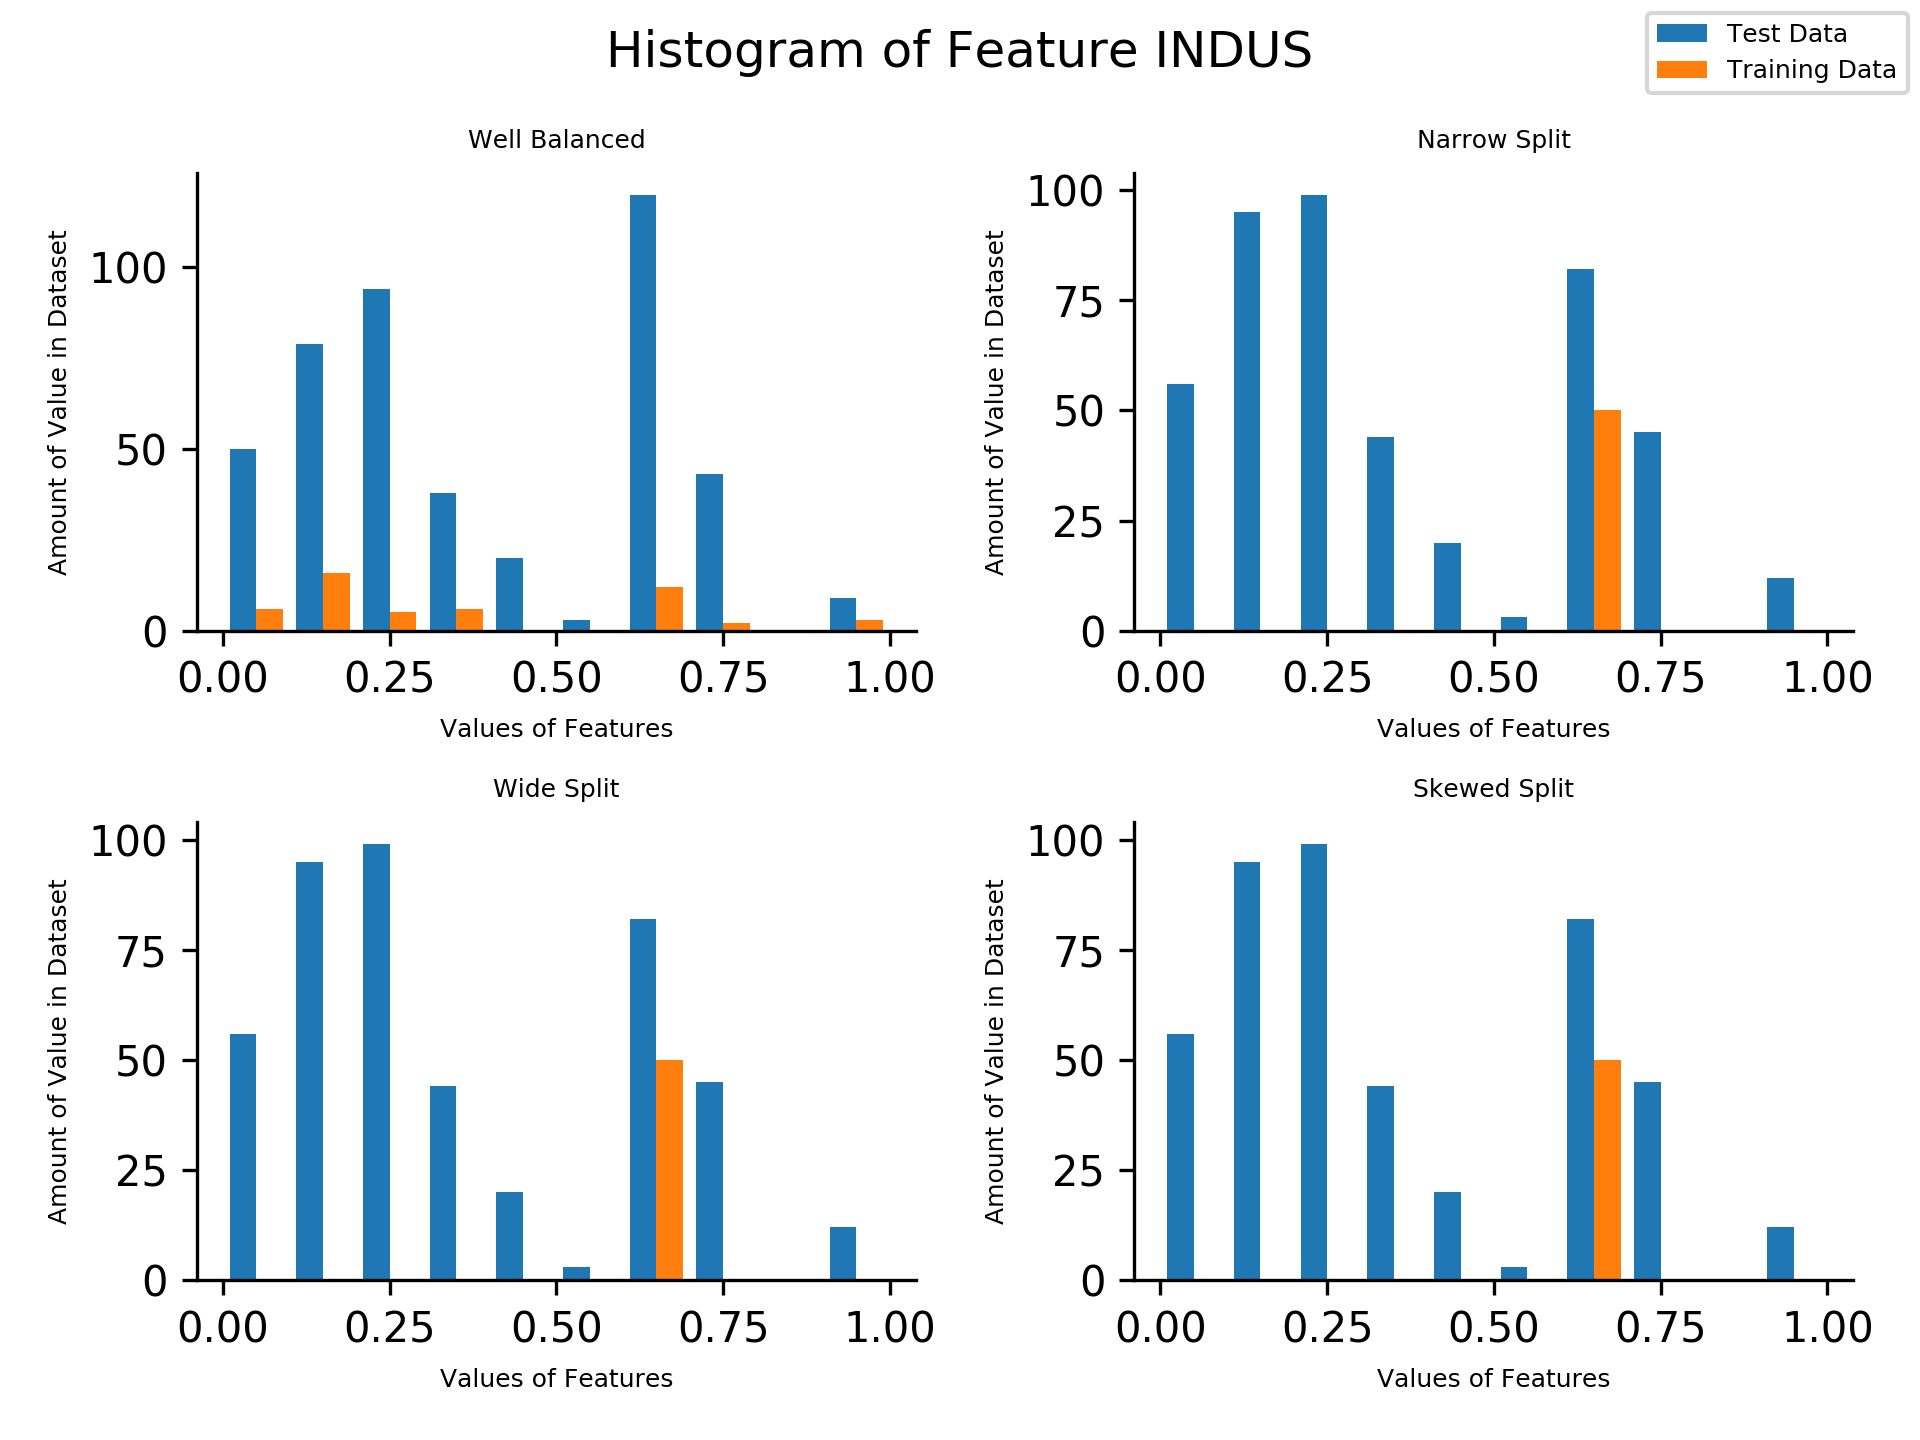 Histogram of Feature INDUS
Test Data
Training Data
Well Balanced
Amount of Value in Dataset
100
50
0
0.00 0.25 0.50 0.75 1.00
Values of Features
Narrow Split
Amount of Value in Dataset
100
75
50
25
0
0.00 0.25 0.50 0.75 1.00
Values of Features
Wide Split
Amount of Value in Dataset
100
75
50
25
0
0.00 0.25 0.50 0.75 1.00
Values of Features
Skewed Split
Amount of Value in Dataset
100
75
50
25
0
0.00 0.25 0.50 0.75 1.00
Values of Features